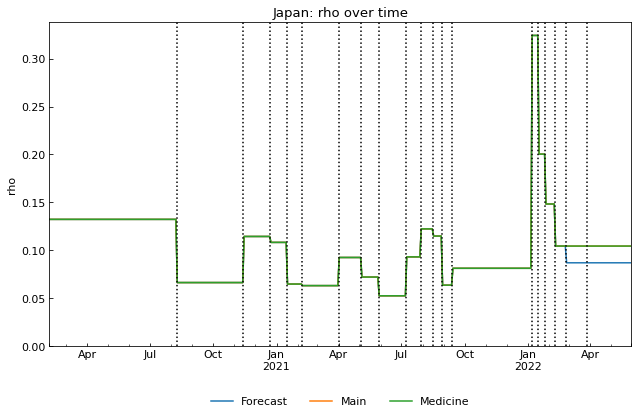 Japan: rho over time
0.30
0.25
0.20
0.15
0.10
0.05
0.00
rho
Apr Jul Oct Jan Apr Jul Oct Jan Apr
2021 2022
Forecast Main Medicine